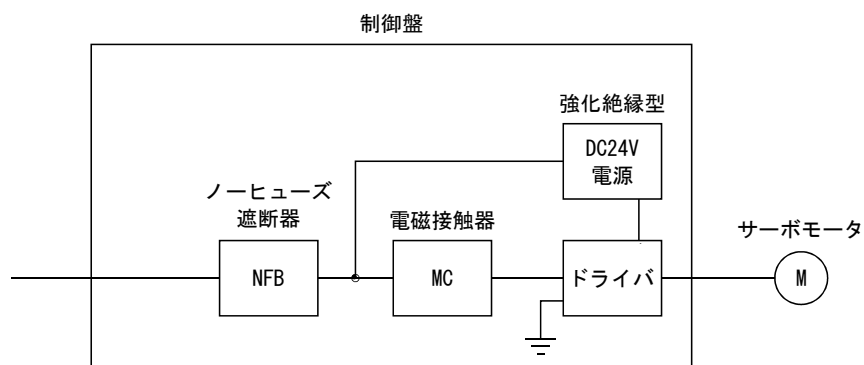 制御盤
強化絶縁型
DC24V
電源
ノーヒューズ
遮断器
電磁接触器
サーボモータ
NFB
MC
ドライバ
M